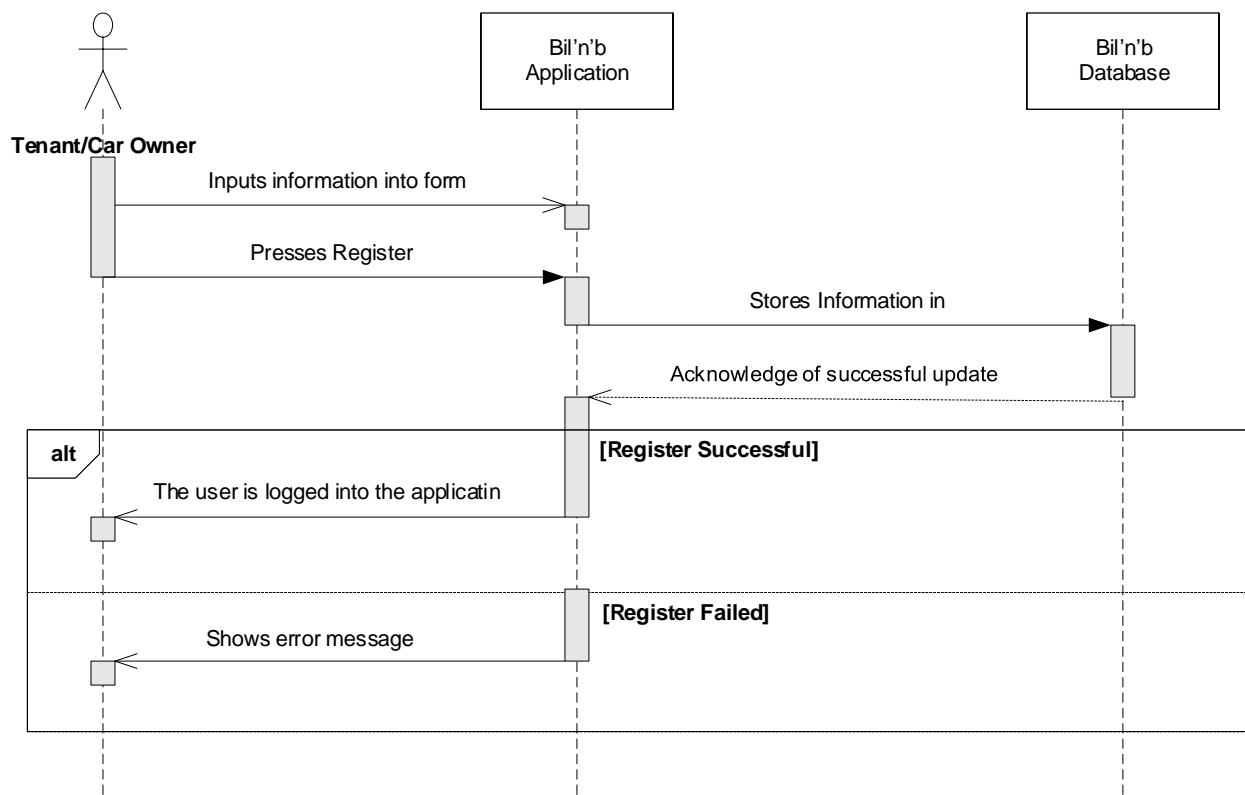 Bil'n'b
Application
Bil'n'b
Database
Tenant/Car Owner
Inputs information into form
Presses Register
Stores Information in
Acknowledge of successful update
alt
[Register Successful]
The user is logged into the applicatin
[Register Failed]
Shows error message